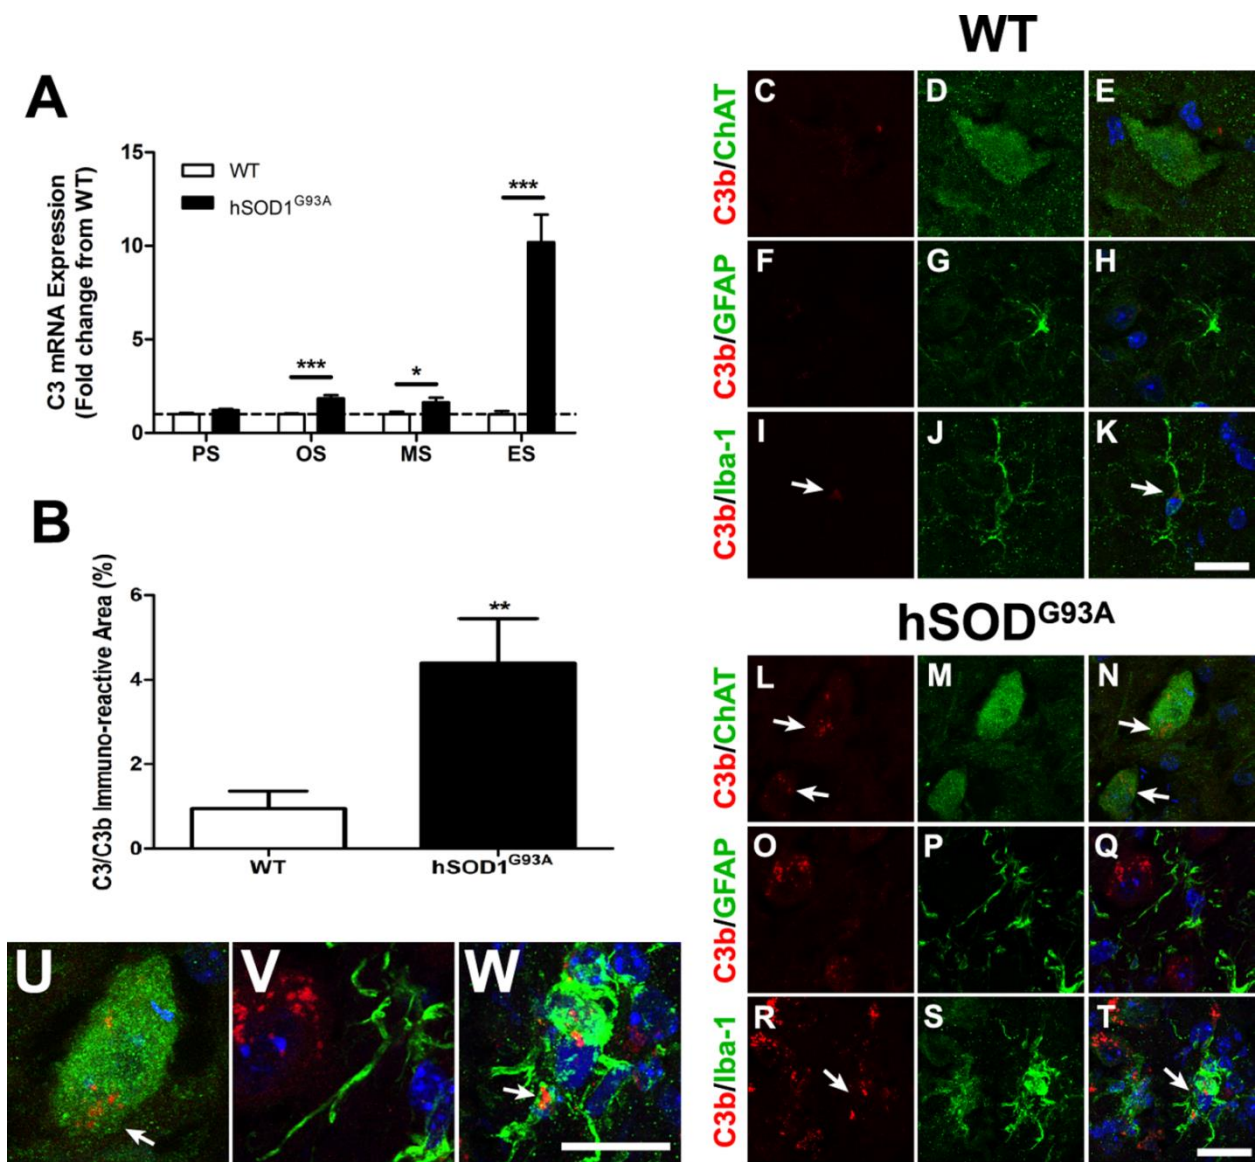 A
C3 mRNA Expression
(Fold change from WT)
15
10
5
0
WT
hSOD1G93A
***
*
***
PS OS MS ES
B
C3/C3b Immuno-reactive Area (%)
6
4
2
0
**
WT hSOD1G93A
WT
C3b/ChAT
C D E
C3b/GFAP
F G H
C3b/Iba-1
I J K
hSODG93A
C3b/ChAT
L M N
C3b/GFAP
O P Q
C3b/Iba-1
R S T
U V W